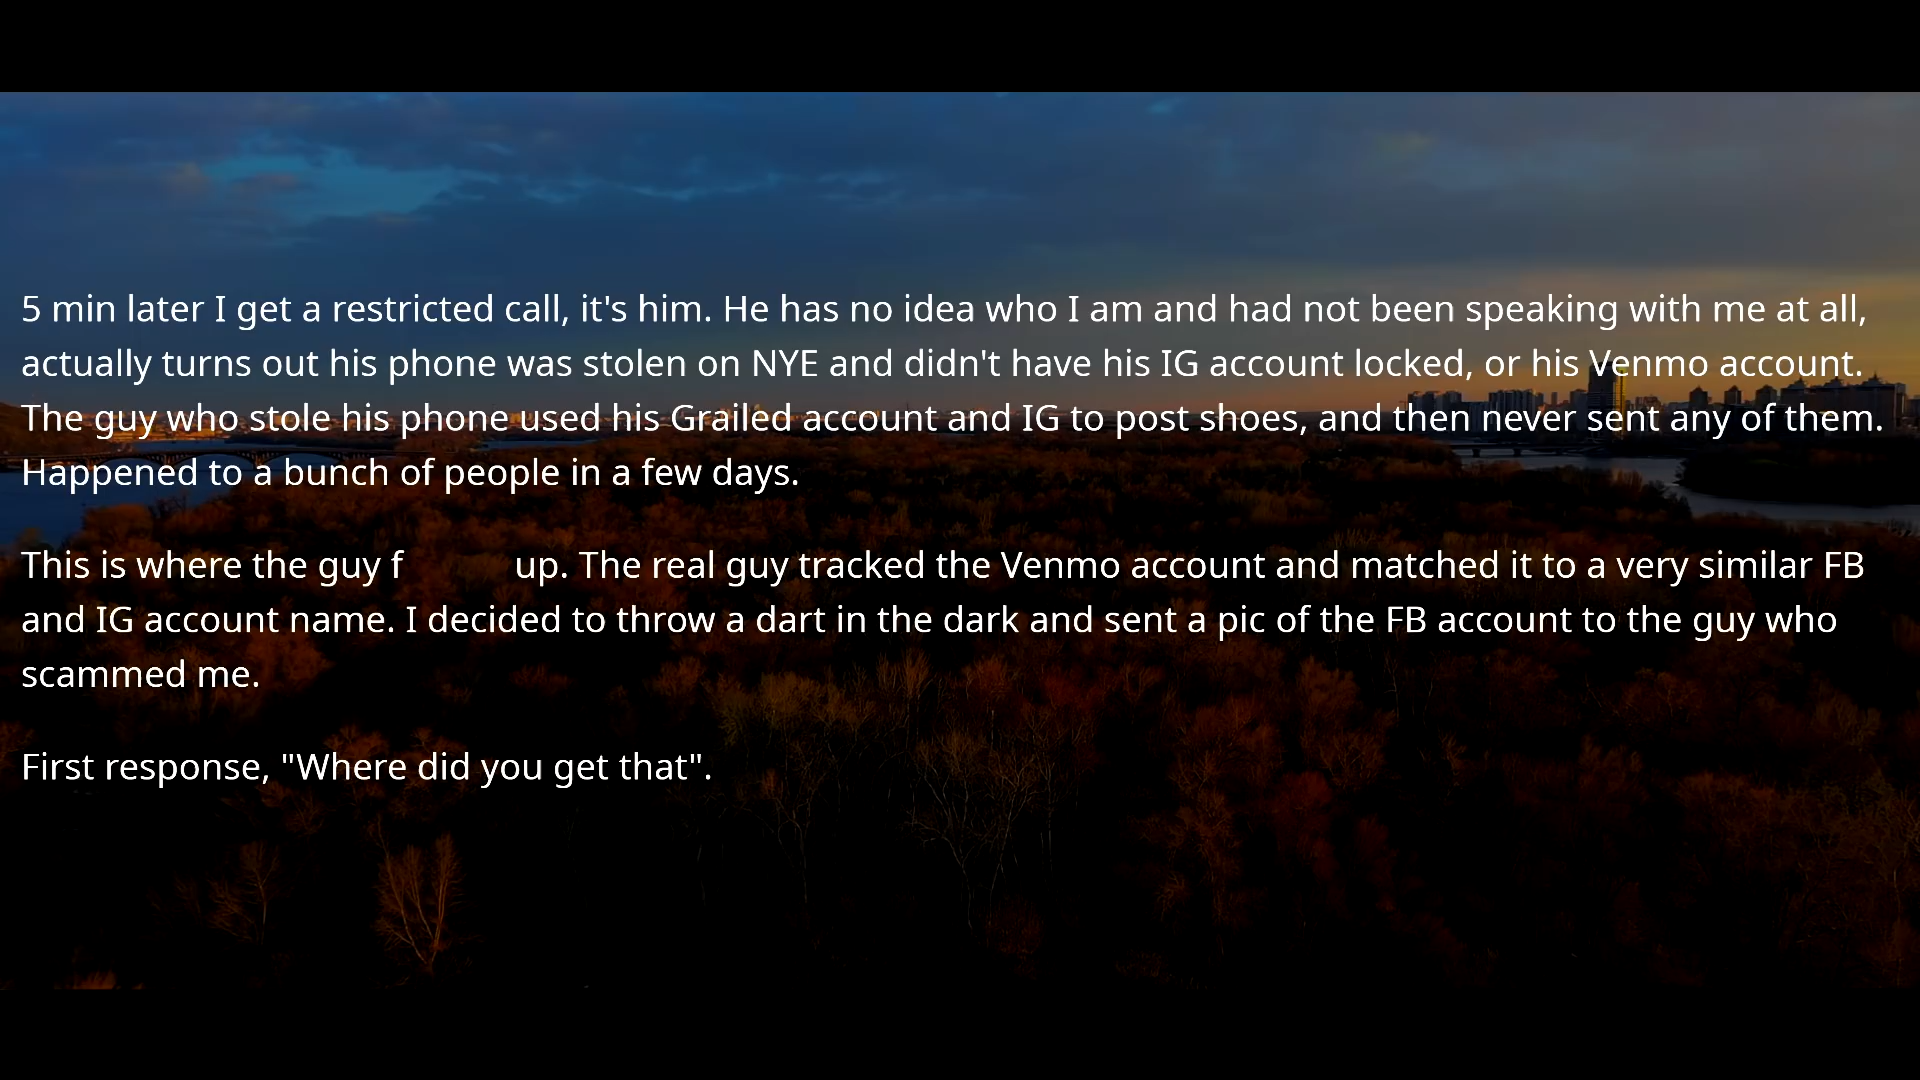 5 min later I get a restricted call, it's him. He has no idea who I am and had not been speaking with me at all,
actually turns out his phone was stolen on NYE and didn't have his IG account locked, or his Venmo account.
The guy who stole his phone used his Grailed account and IG to post shoes, and then never sent any of them.
Happened to a bunch of people in a few days.
This is where the guy f up. The real guy tracked the Venmo account and matched it to a very similar FB
and IG account name. I decided to throw a dart in the dark and sent a pic of the FB account to the guy who
scammed me.
First response, "Where did you get that".